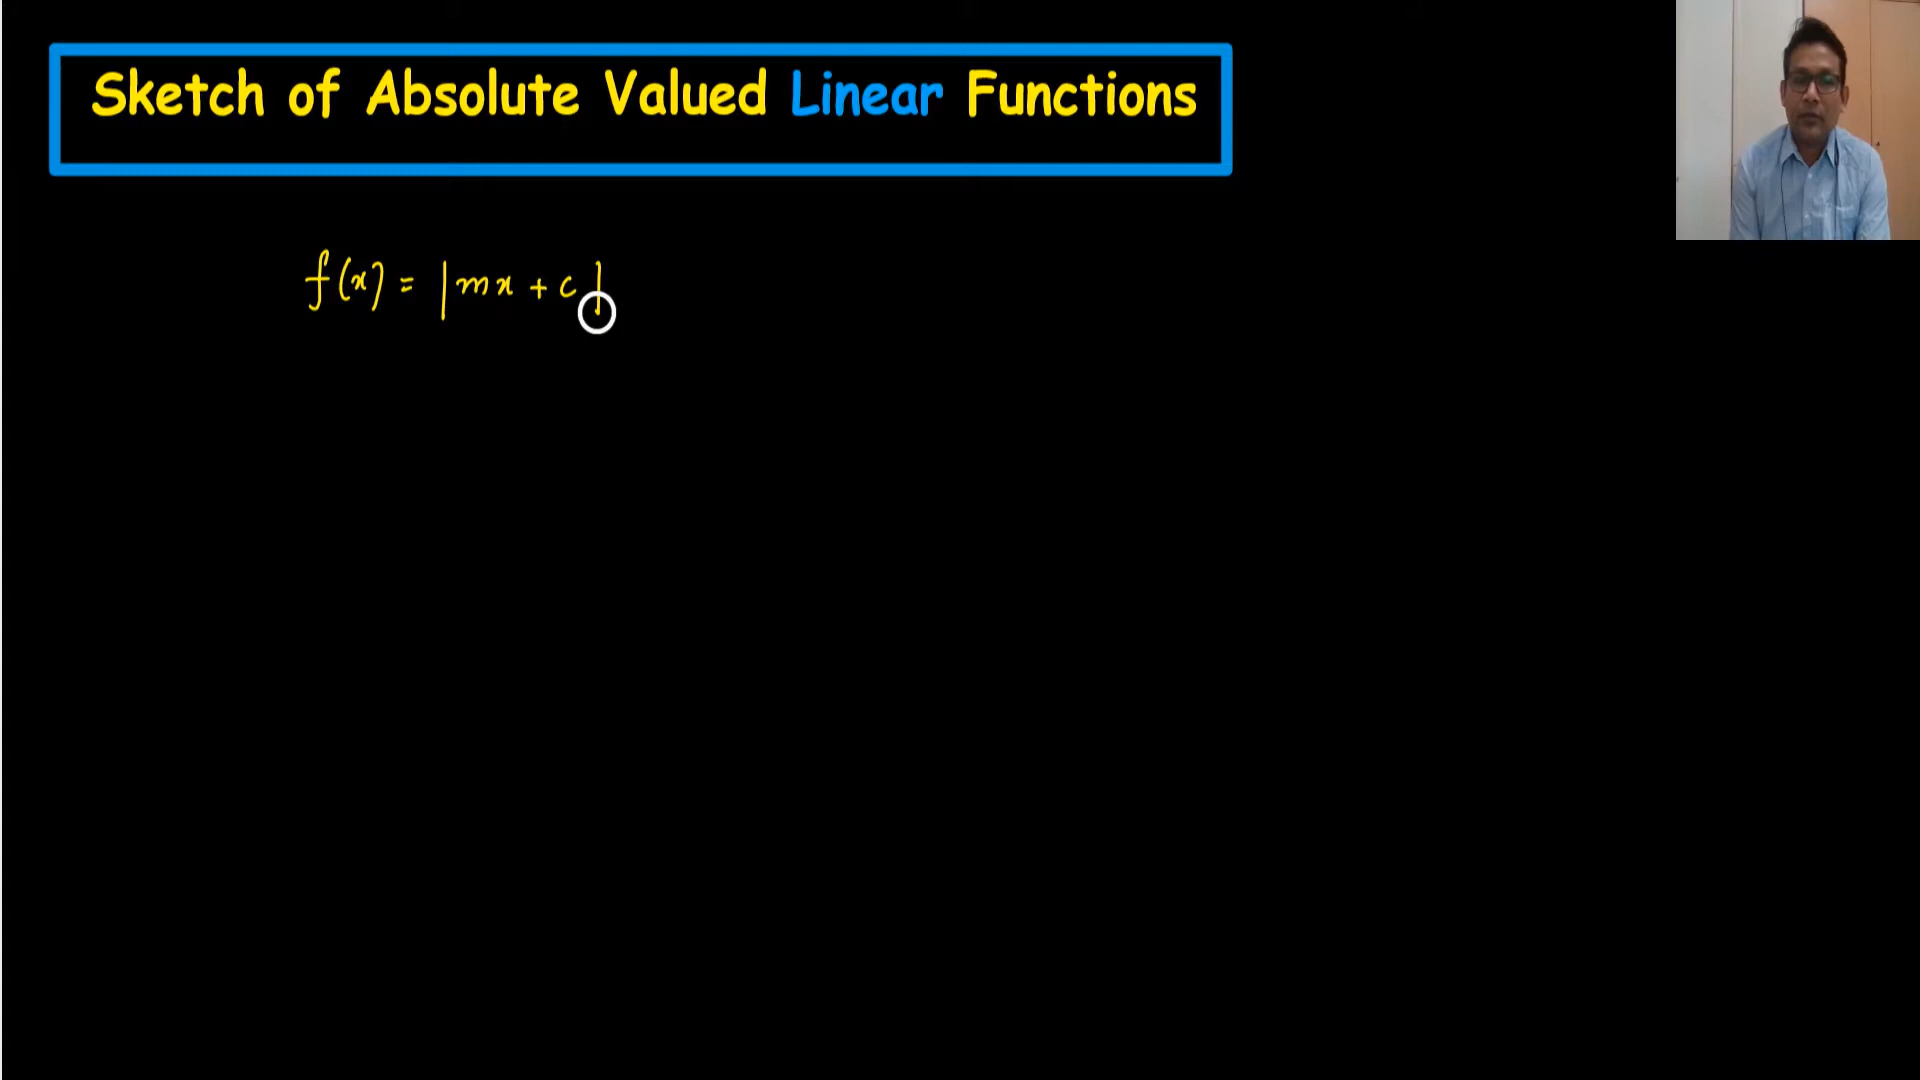 Sketch of Absolute Valued Linear Functions
f(x) = |mx + c|